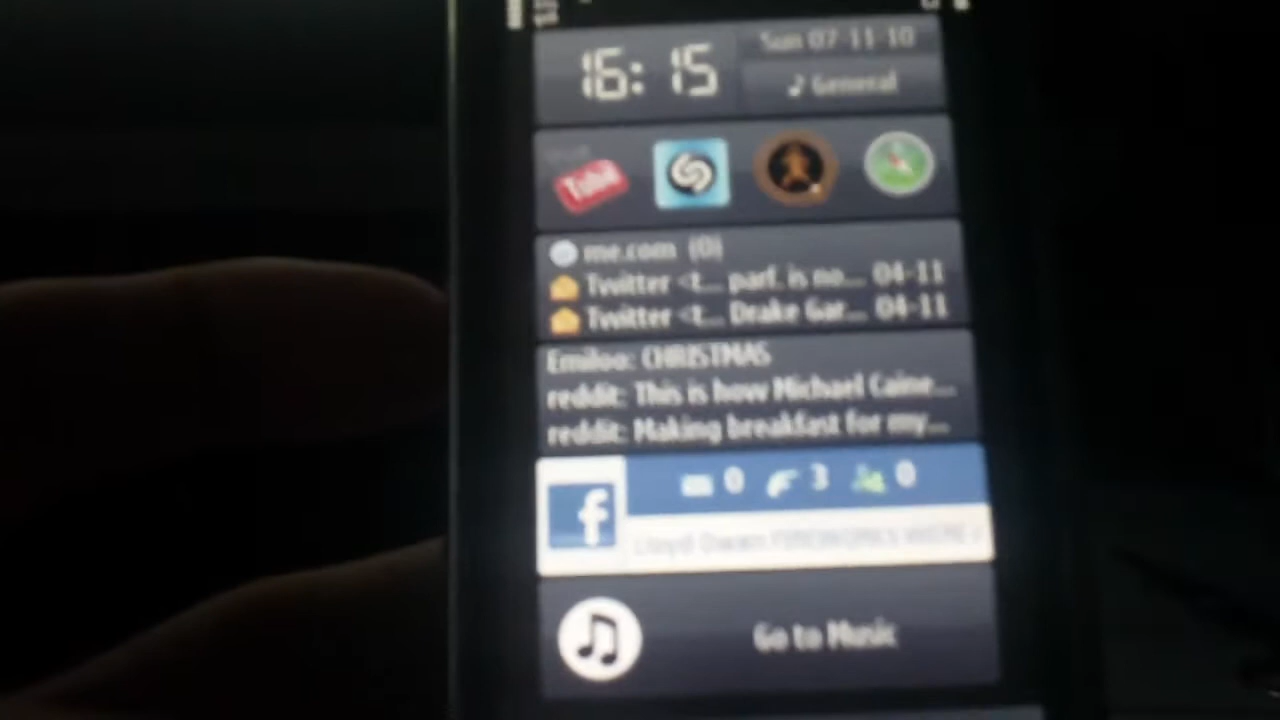 16:15
Sun 07-11-10
General
Tube
me.com (0)
Twitter <t... parf. is no... 04-11
Twitter <t... Drake Gar... 04-11
Emiloo: CHRISTMAS
reddit: This is how Michael Caine...
reddit: Making breakfast for my...
f
0 3 0
Lloyd
Go to Music